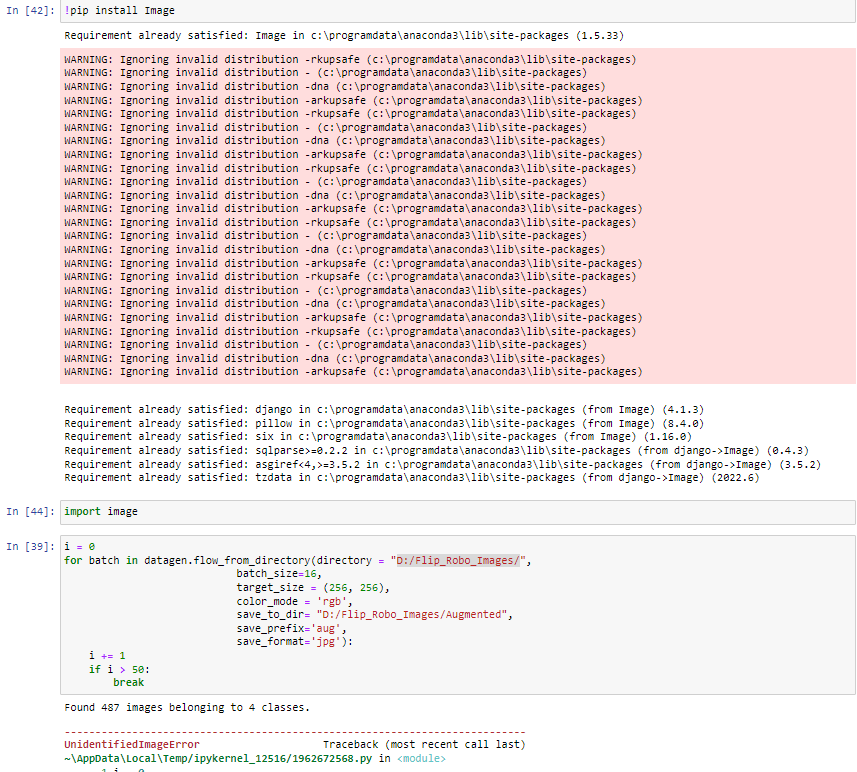 In [42]: !pip install Image
Requirement already satisfied: Image in c:\programdata\anaconda3\lib\site-packages (1.5.33)
WARNING: Ignoring invalid distribution -rkupsafe (c:\programdata\anaconda3\lib\site-packages)
WARNING: Ignoring invalid distribution - (c:\programdata\anaconda3\lib\site-packages)
WARNING: Ignoring invalid distribution -dna (c:\programdata\anaconda3\lib\site-packages)
WARNING: Ignoring invalid distribution -arkupsafe (c:\programdata\anaconda3\lib\site-packages)
WARNING: Ignoring invalid distribution -rkupsafe (c:\programdata\anaconda3\lib\site-packages)
WARNING: Ignoring invalid distribution - (c:\programdata\anaconda3\lib\site-packages)
WARNING: Ignoring invalid distribution -dna (c:\programdata\anaconda3\lib\site-packages)
WARNING: Ignoring invalid distribution -arkupsafe (c:\programdata\anaconda3\lib\site-packages)
WARNING: Ignoring invalid distribution -rkupsafe (c:\programdata\anaconda3\lib\site-packages)
WARNING: Ignoring invalid distribution - (c:\programdata\anaconda3\lib\site-packages)
WARNING: Ignoring invalid distribution -dna (c:\programdata\anaconda3\lib\site-packages)
WARNING: Ignoring invalid distribution -arkupsafe (c:\programdata\anaconda3\lib\site-packages)
WARNING: Ignoring invalid distribution -rkupsafe (c:\programdata\anaconda3\lib\site-packages)
WARNING: Ignoring invalid distribution - (c:\programdata\anaconda3\lib\site-packages)
WARNING: Ignoring invalid distribution -dna (c:\programdata\anaconda3\lib\site-packages)
WARNING: Ignoring invalid distribution -arkupsafe (c:\programdata\anaconda3\lib\site-packages)
WARNING: Ignoring invalid distribution -rkupsafe (c:\programdata\anaconda3\lib\site-packages)
WARNING: Ignoring invalid distribution - (c:\programdata\anaconda3\lib\site-packages)
WARNING: Ignoring invalid distribution -dna (c:\programdata\anaconda3\lib\site-packages)
WARNING: Ignoring invalid distribution -arkupsafe (c:\programdata\anaconda3\lib\site-packages)
WARNING: Ignoring invalid distribution -rkupsafe (c:\programdata\anaconda3\lib\site-packages)
WARNING: Ignoring invalid distribution - (c:\programdata\anaconda3\lib\site-packages)
WARNING: Ignoring invalid distribution -dna (c:\programdata\anaconda3\lib\site-packages)
WARNING: Ignoring invalid distribution -arkupsafe (c:\programdata\anaconda3\lib\site-packages)
Requirement already satisfied: django in c:\programdata\anaconda3\lib\site-packages (from Image) (4.1.3)
Requirement already satisfied: pillow in c:\programdata\anaconda3\lib\site-packages (from Image) (8.4.0)
Requirement already satisfied: six in c:\programdata\anaconda3\lib\site-packages (from Image) (1.16.0)
Requirement already satisfied: sqlparse>=0.2.2 in c:\programdata\anaconda3\lib\site-packages (from django->Image) (0.4.3)
Requirement already satisfied: asgiref<4,>=3.5.2 in c:\programdata\anaconda3\lib\site-packages (from django->Image) (3.5.2)
Requirement already satisfied: tzdata in c:\programdata\anaconda3\lib\site-packages (from django->Image) (2022.6)
In [44]: import image
In [39]: i = 0
for batch in datagen.flow_from_directory(directory = "D:/Flip_Robo_Images/",
batch_size=16,
target_size = (256, 256),
color_mode = 'rgb',
save_to_dir= "D:/Flip_Robo_Images/Augmented",
save_prefix='aug',
save_format='jpg'):
i += 1
if i > 50:
break
Found 487 images belonging to 4 classes.
---------------------------------------------------------------------------
UnidentifiedImageError Traceback (most recent call last)
~\AppData\Local\Temp/ipykernel_12516/1962672568.py in <module>